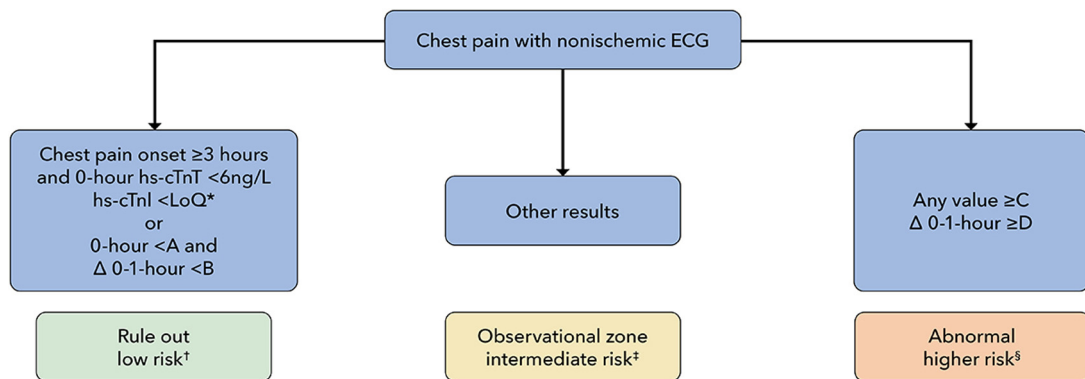 Chest pain with nonischemic ECG
Chest pain onset ≥3 hours
and 0-hour hs-cTnT <6ng/L
hs-cTnl <LoQ*
or
0-hour <A and
Δ 0-1-hour <B
Other results
Any value ≥C
Δ 0-1-hour ≥D
Rule out
low risk†
Observational zone
intermediate risk‡
Abnormal
higher risk§